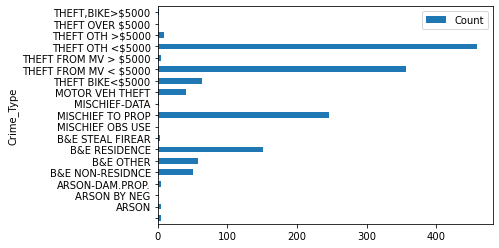 THEFT,BIKE>$5000
THEFT OVER $5000
THEFT OTH >$5000
THEFT OTH <$5000
THEFT FROM MV > $5000
THEFT FROM MV < $5000
THEFT BIKE<$5000
MOTOR VEH THEFT
MISCHIEF-DATA
MISCHIEF TO PROP
MISCHIEF OBS USE
B&E STEAL FIREAR
B&E RESIDENCE
B&E OTHER
B&E NON-RESIDNCE
ARSON-DAM.PROP.
ARSON BY NEG
ARSON
Crime_Type
Count
0 100 200 300 400